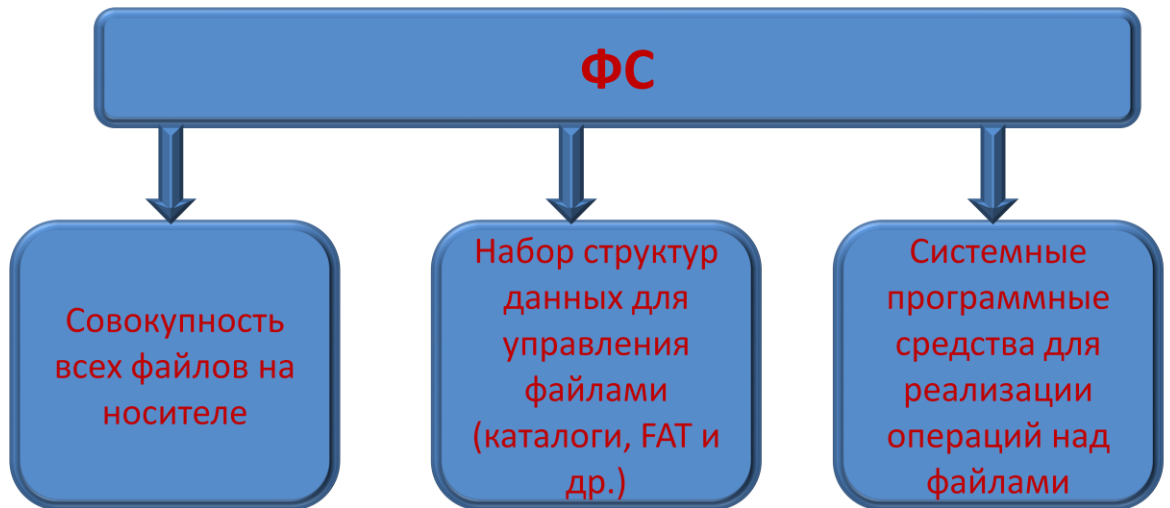 ФС
Совокупность
всех файлов на
носителе
Набор структур
данных для
управления
файлами
(каталоги, FAT и
др.)
Системные
программные
средства для
реализации
операций над
файлами